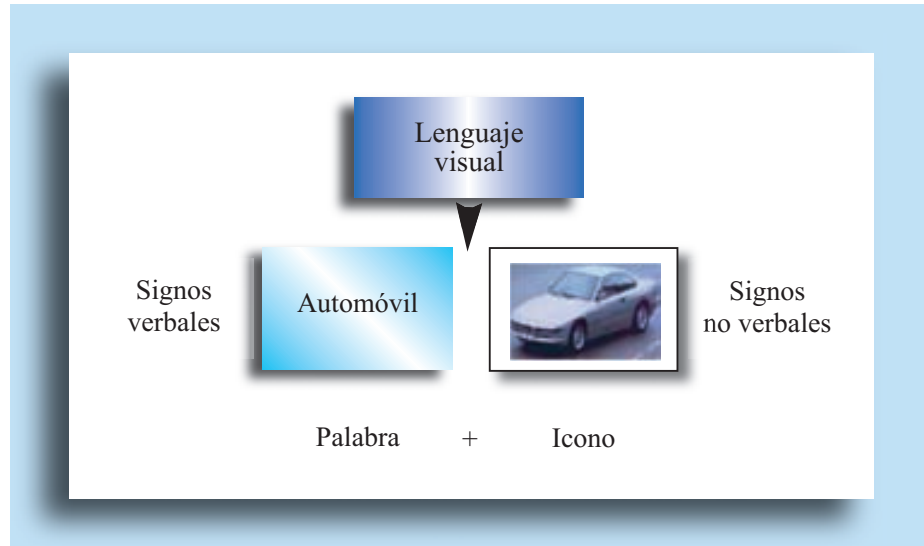 Lenguaje
visual
Signos
verbales
Automóvil
Signos
no verbales
Palabra + Icono